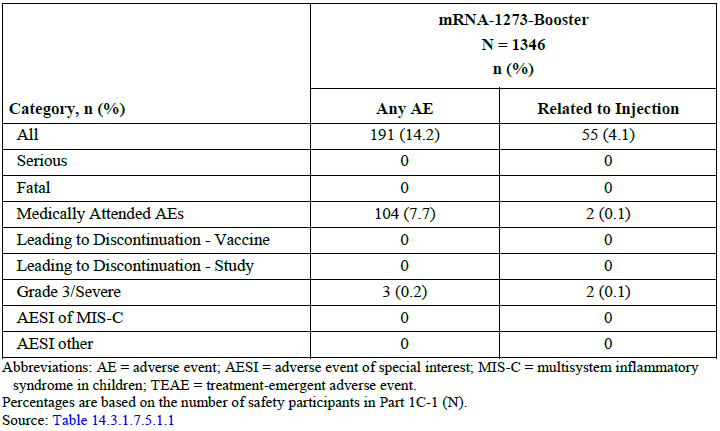 mRNA-1273-Booster
N = 1346
n (%)
Category, n (%) Any AE Related to Injection
All 191 (14.2) 55 (4.1)
Serious 0 0
Fatal 0 0
Medically Attended AEs 104 (7.7) 2 (0.1)
Leading to Discontinuation - Vaccine 0 0
Leading to Discontinuation - Study 0 0
Grade 3/Severe 3 (0.2) 2 (0.1)
AESI of MIS-C 0 0
AESI other 0 0
Abbreviations: AE = adverse event; AESI = adverse event of special interest; MIS-C = multisystem inflammatory
syndrome in children; TEAE = treatment-emergent adverse event.
Percentages are based on the number of safety participants in Part 1C-1 (N).
Source: Table 14.3.1.7.5.1.1